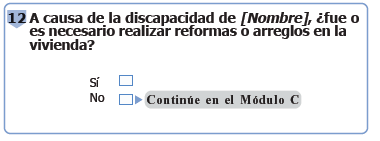 12 A causa de la discapacidad de [Nombre], ¿fue o
es necesario realizar reformas o arreglos en la
vivienda?
Sí
No Continúe en el Módulo C